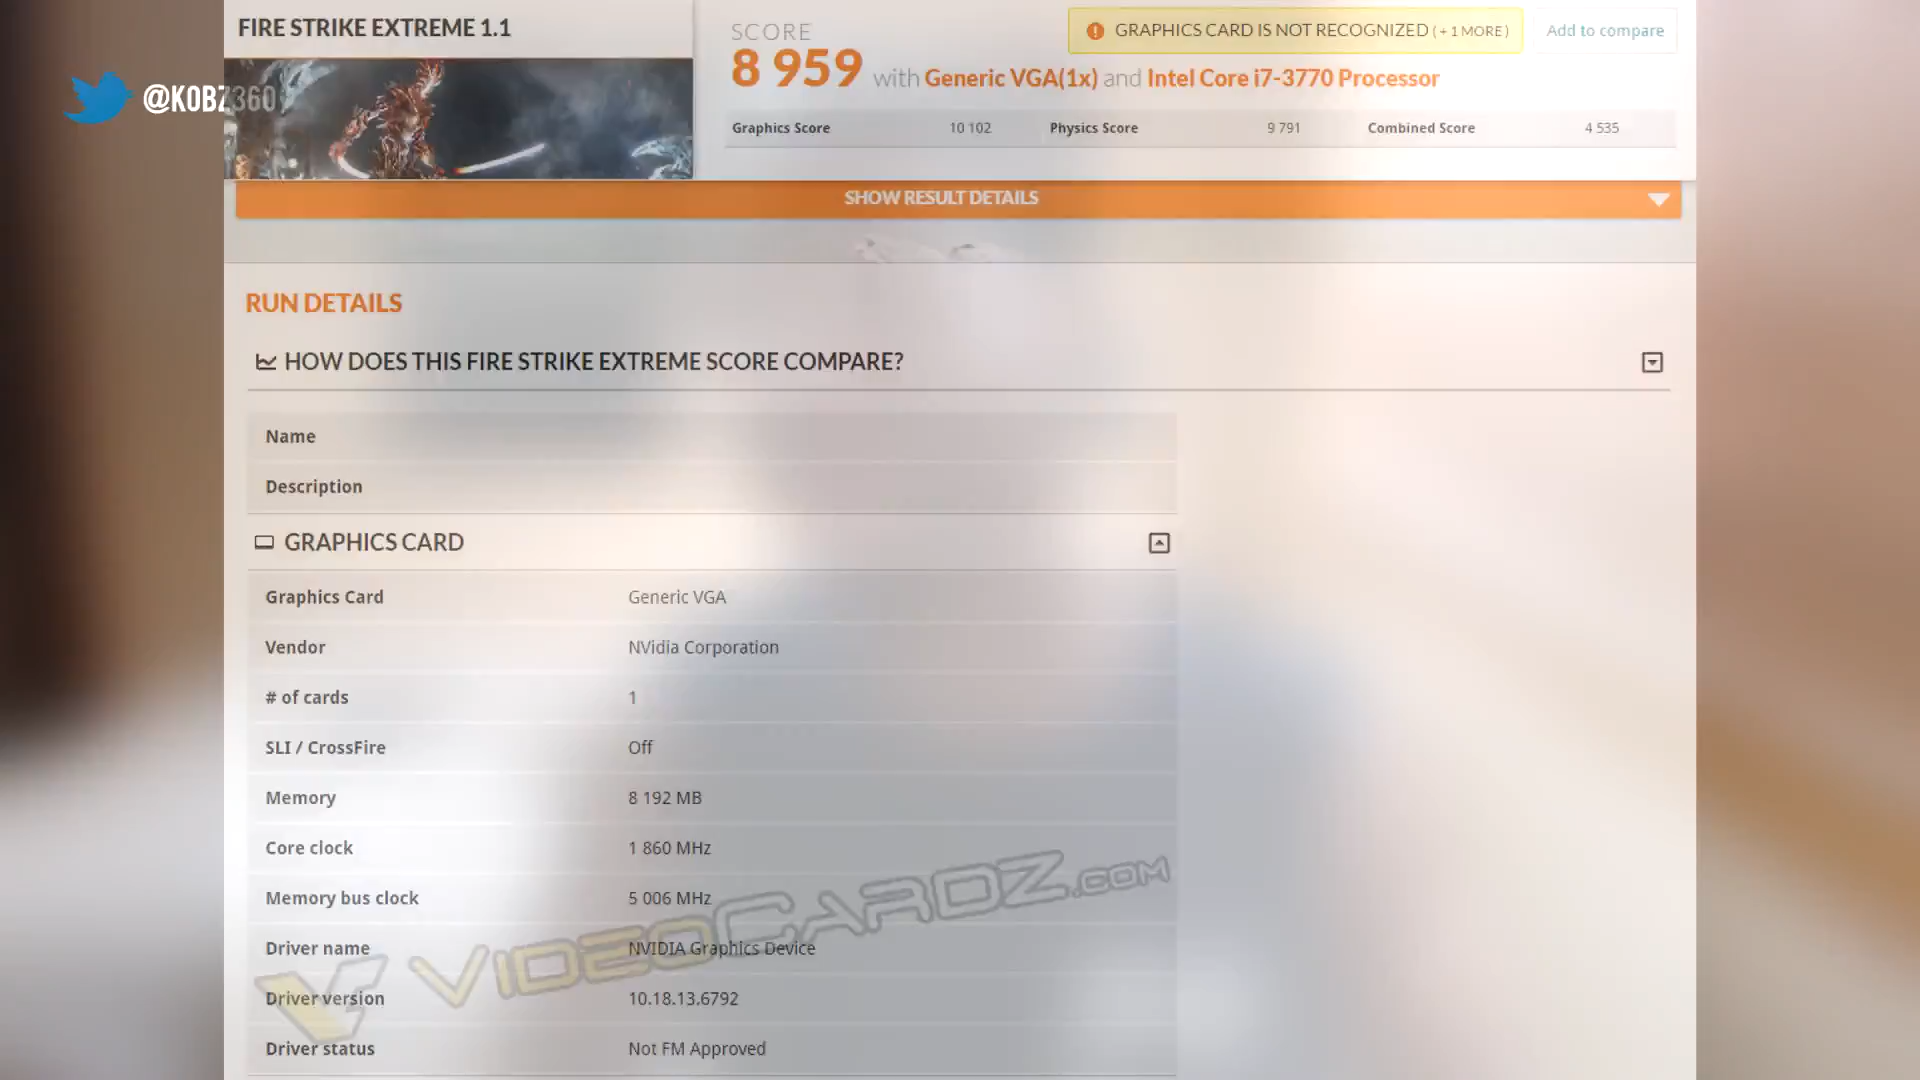 FIRE STRIKE EXTREME 1.1
@KOBZ360
SCORE
8 959 with Generic VGA(1x) and Intel Core i7-3770 Processor
GRAPHICS CARD IS NOT RECOGNIZED (+ 1 MORE)
Add to compare
Graphics Score 10 102 Physics Score 9 791 Combined Score 4 535
SHOW RESULT DETAILS
RUN DETAILS
HOW DOES THIS FIRE STRIKE EXTREME SCORE COMPARE?
Name
Description
GRAPHICS CARD
Graphics Card Generic VGA
Vendor NVidia Corporation
# of cards 1
SLI / CrossFire Off
Memory 8 192 MB
Core clock 1 860 MHz
Memory bus clock 5 006 MHz
Driver name NVIDIA Graphics Device
Driver version 10.18.13.6792
Driver status Not FM Approved
VIDEOCARDZ.COM